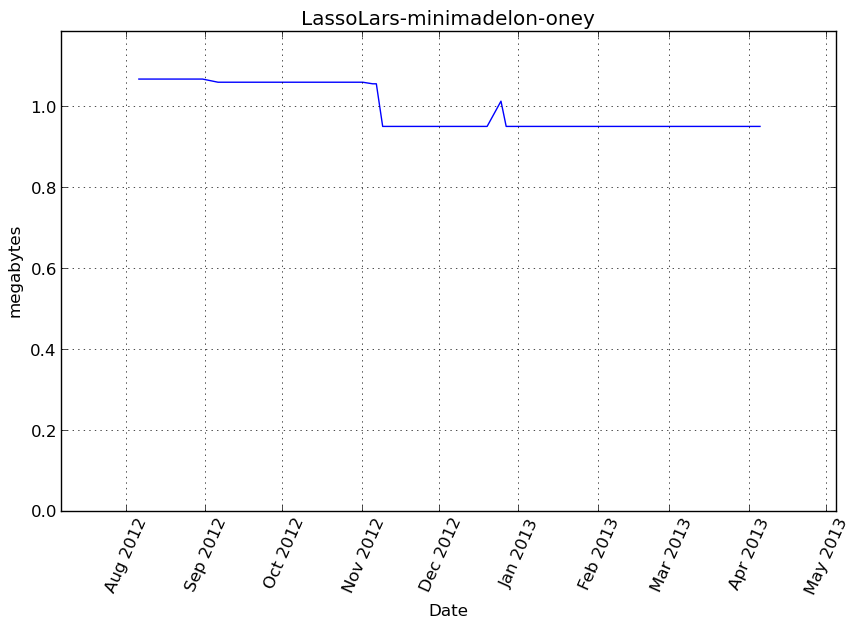 LassoLars-minimadelon-oney
1.0
0.8
0.6
0.4
0.2
0.0
megabytes
Aug 2012
Sep 2012
Oct 2012
Nov 2012
Dec 2012
Jan 2013
Feb 2013
Mar 2013
Apr 2013
May 2013
Date